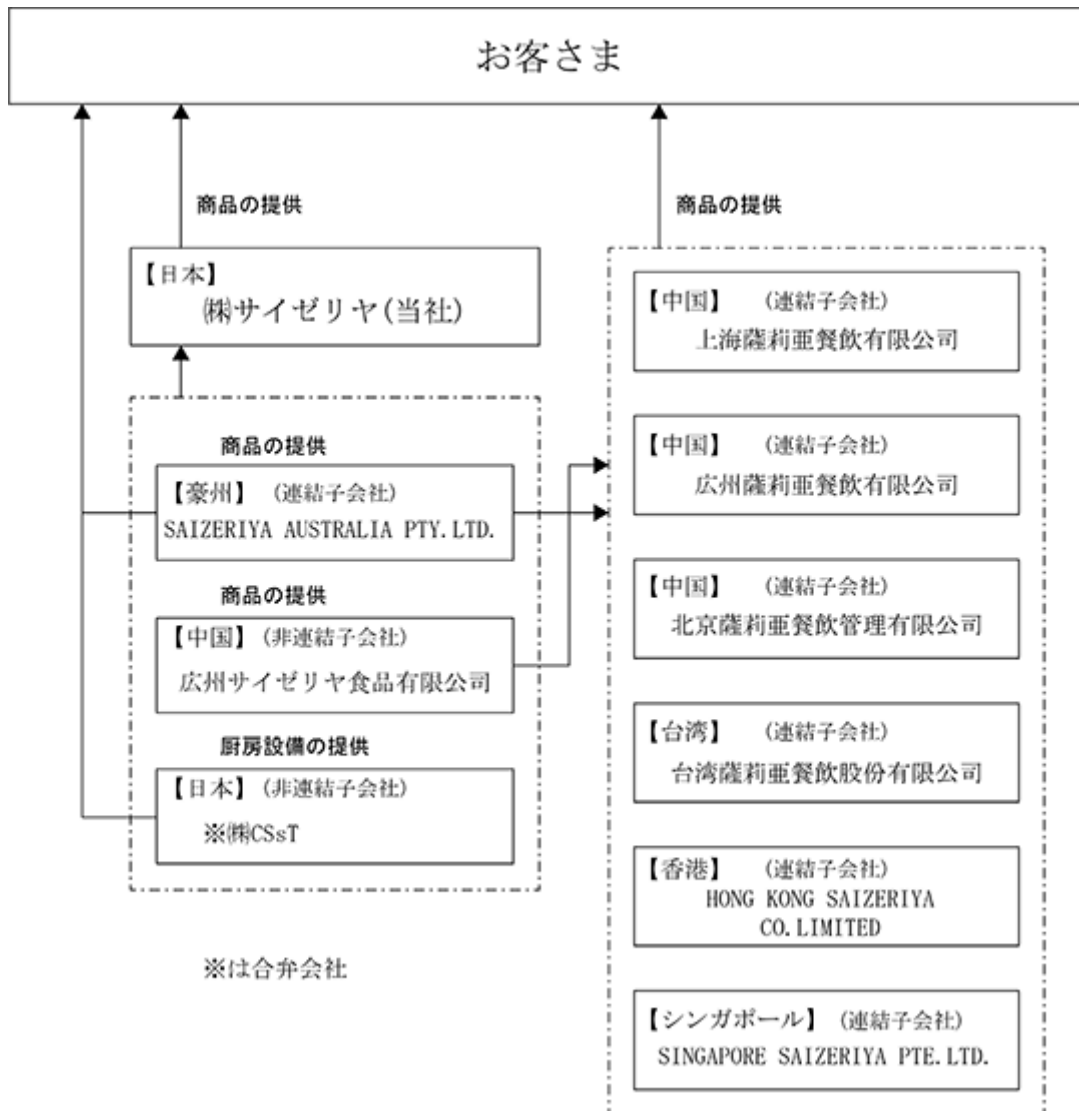 お客さま
商品の提供
【日本】
㈱サイゼリヤ(当社)
商品の提供
【豪州】 (連結子会社)
SAIZERIYA AUSTRALIA PTY.LTD.
商品の提供
【中国】 (非連結子会社)
広州サイゼリヤ食品有限公司
厨房設備の提供
【日本】 (非連結子会社)
※㈱CSsT
※は合弁会社
商品の提供
【中国】 (連結子会社)
上海薩莉亜餐飲有限公司
【中国】 (連結子会社)
広州薩莉亜餐飲有限公司
【中国】 (連結子会社)
北京薩莉亜餐飲管理有限公司
【台湾】 (連結子会社)
台湾薩莉亜餐飲股份有限公司
【香港】 (連結子会社)
HONG KONG SAIZERIYA
CO.LIMITED
【シンガポール】 (連結子会社)
SINGAPORE SAIZERIYA PTE.LTD.